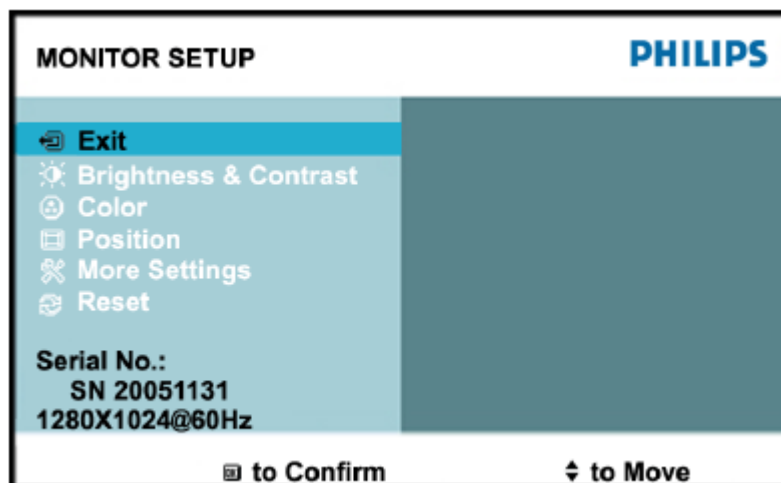 MONITOR SETUP PHILIPS
Exit
Brightness & Contrast
Color
Position
More Settings
Reset
Serial No.:
SN 20051131
1280X1024@60Hz
to Confirm to Move